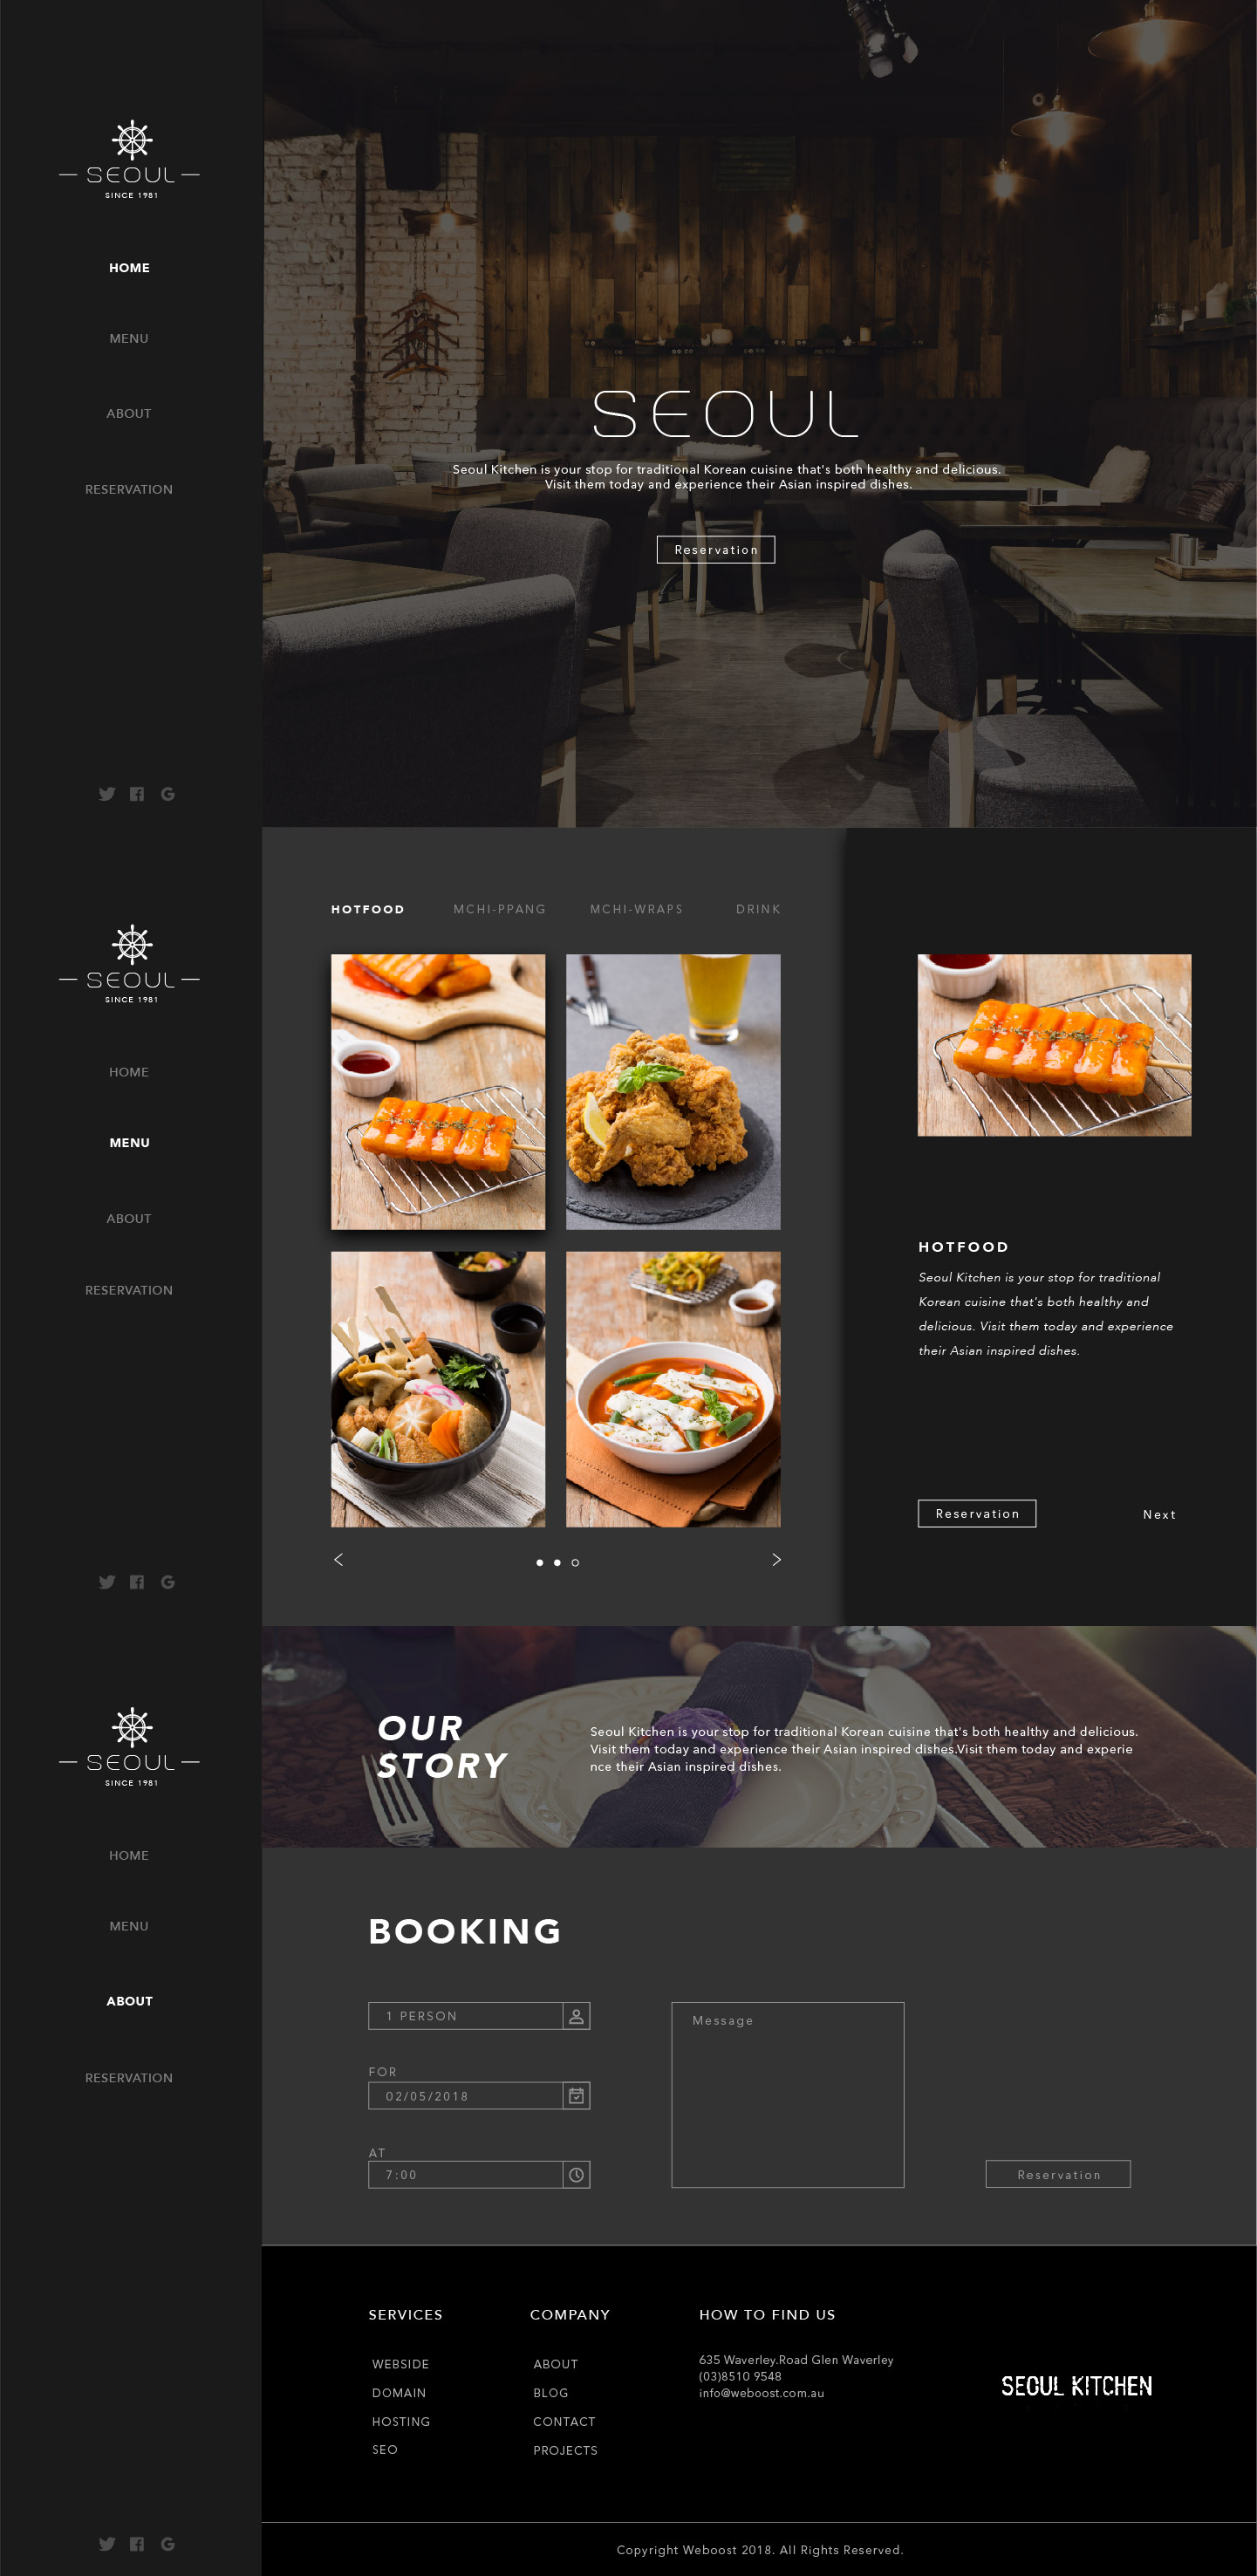 SEOUL
SINCE 1981
HOME
MENU
ABOUT
RESERVATION
SEOUL
Seoul Kitchen is your stop for traditional Korean cuisine that's both healthy and delicious.
Visit them today and experience their Asian inspired dishes.
Reservation
SEOUL
SINCE 1981
HOME
MENU
ABOUT
RESERVATION
HOTFOOD
MCHI-PPANG
MCHI-WRAPS
DRINK
HOTFOOD
Seoul Kitchen is your stop for traditional
Korean cuisine that's both healthy and
delicious. Visit them today and experience
their Asian inspired dishes.
Reservation
Next
SEOUL
SINCE 1981
HOME
MENU
ABOUT
RESERVATION
OUR
STORY
Seoul Kitchen is your stop for traditional Korean cuisine that's both healthy and delicious.
Visit them today and experience their Asian inspired dishes.Visit them today and experie
nce their Asian inspired dishes.
BOOKING
1 PERSON
FOR
02/05/2018
AT
7:00
Message
Reservation
SERVICES
WEBSIDE
DOMAIN
HOSTING
SEO
COMPANY
ABOUT
BLOG
CONTACT
PROJECTS
HOW TO FIND US
635 Waverley.Road Glen Waverley
(03)8510 9548
info@weboost.com.au
SEOUL KITCHEN
Copyright Weboost 2018. All Rights Reserved.